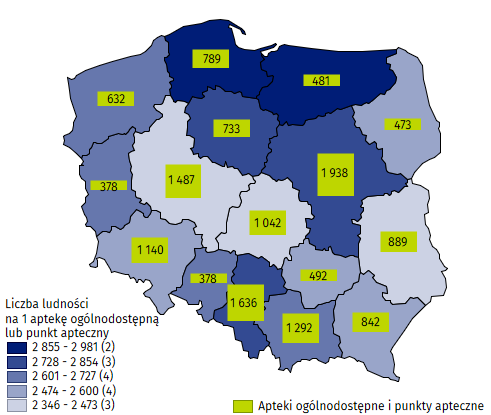 789
481
632
733
473
1 938
378
1 487
1 042
889
1 140
378
492
1 636
1 292
842
Liczba ludności
na 1 aptekę ogólnodostępną
lub punkt apteczny
2 855 - 2 981 (2)
2 728 - 2 854 (3)
2 601 - 2 727 (4)
2 474 - 2 600 (4)
2 346 - 2 473 (3)
Apteki ogólnodostępne i punkty apteczne